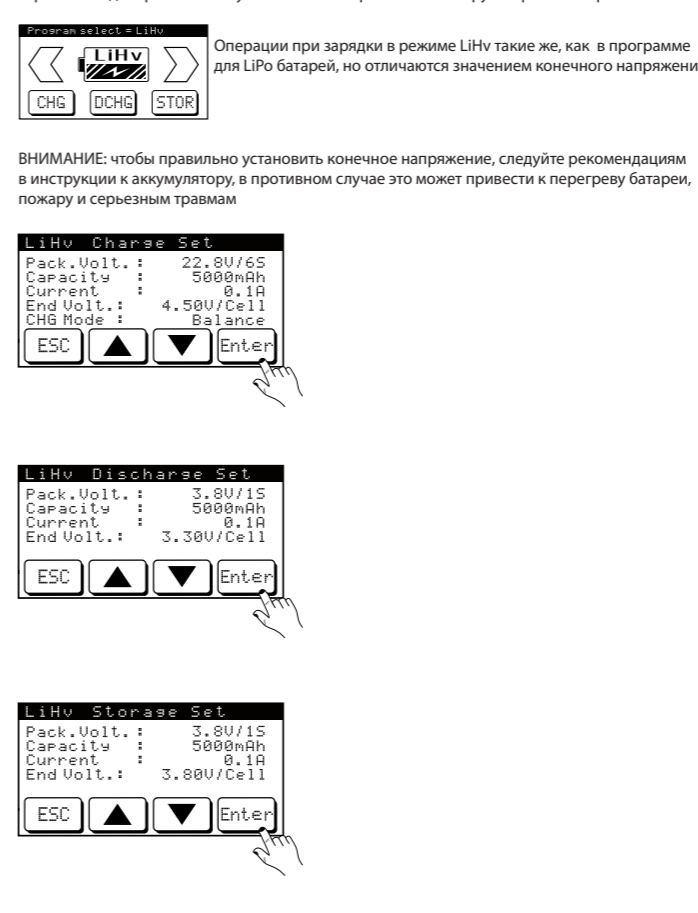 Program select = LiHv
LiHv
CHG DCHG STOR
Операции при зарядки в режиме LiHv такие же, как в программе
для LiPo батарей, но отличаются значением конечного напряжени
ВНИМАНИЕ: чтобы правильно установить конечное напряжение, следуйте рекомендациям
в инструкции к аккумулятору, в противном случае это может привести к перегреву батареи,
пожару и серьезным травмам
LiHv Charge Set
Pack.Volt.: 22.8V/6S
Capacity : 5000mAh
Current : 0.1A
End Volt.: 4.50V/Cell
CHG Mode : Balance
ESC ▲ ▼ Enter
LiHv Discharge Set
Pack.Volt.: 3.8V/1S
Capacity : 5000mAh
Current : 0.1A
End Volt.: 3.30V/Cell
ESC ▲ ▼ Enter
LiHv Storage Set
Pack.Volt.: 3.8V/1S
Capacity : 5000mAh
Current : 0.1A
End Volt.: 3.80V/Cell
ESC ▲ ▼ Enter